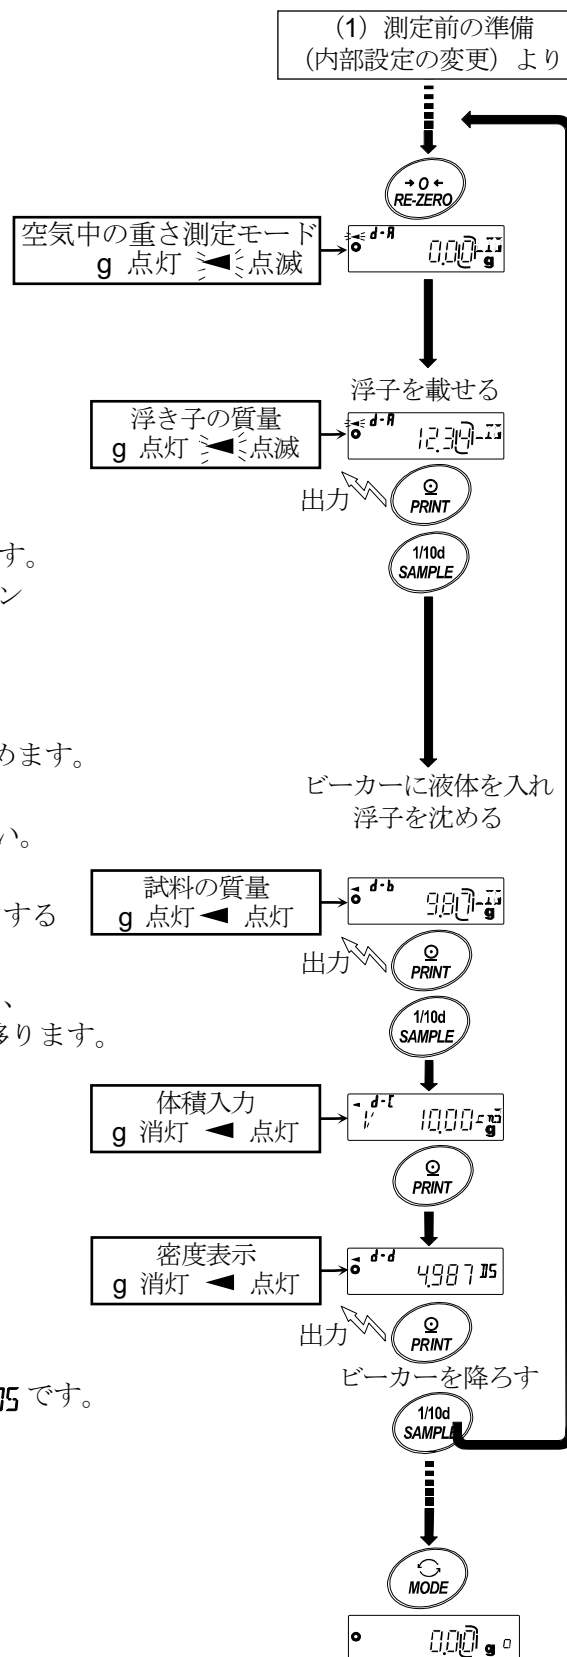 (1) 測定前の準備
(内部設定の変更) より
→0←
RE-ZERO
空気中の重さ測定モード
g 点灯 点滅
d-A
0.00 g
浮子を載せる
浮き子の質量
g 点灯 点滅
d-A
12.34
出力
PRINT
1/10d
SAMPLE
す。
ン
めます。
ビーカーに液体を入れ
浮子を沈める
い。
試料の質量
g 点灯 ◀ 点灯
d-b
9.87 g
する
出力
PRINT
、
移ります。
1/10d
SAMPLE
体積入力
g 消灯 ◀ 点灯
d-C
V 10.00 g
PRINT
密度表示
g 消灯 ◀ 点灯
d-d
4.987 DS
出力
PRINT
ビーカーを降ろす
DS です。
1/10d
SAMPLE
MODE
0.00 g